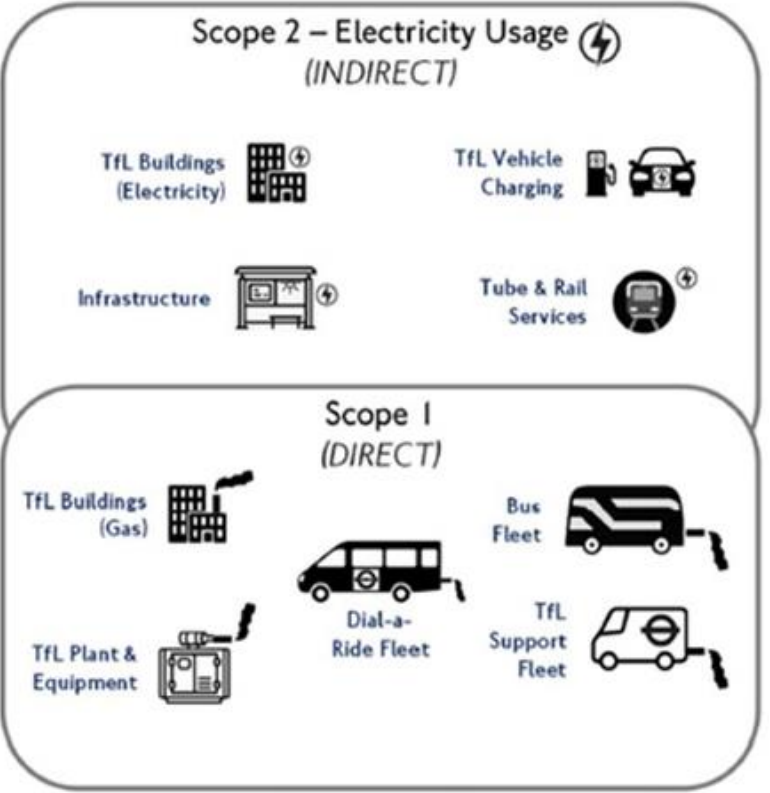 Scope 2 – Electricity Usage
(INDIRECT)
TfL Buildings
(Electricity)
TfL Vehicle
Charging
Infrastructure
Tube & Rail
Services
Scope 1
(DIRECT)
TfL Buildings
(Gas)
Bus
Fleet
Dial-a-
Ride Fleet
TfL Plant &
Equipment
TfL
Support
Fleet